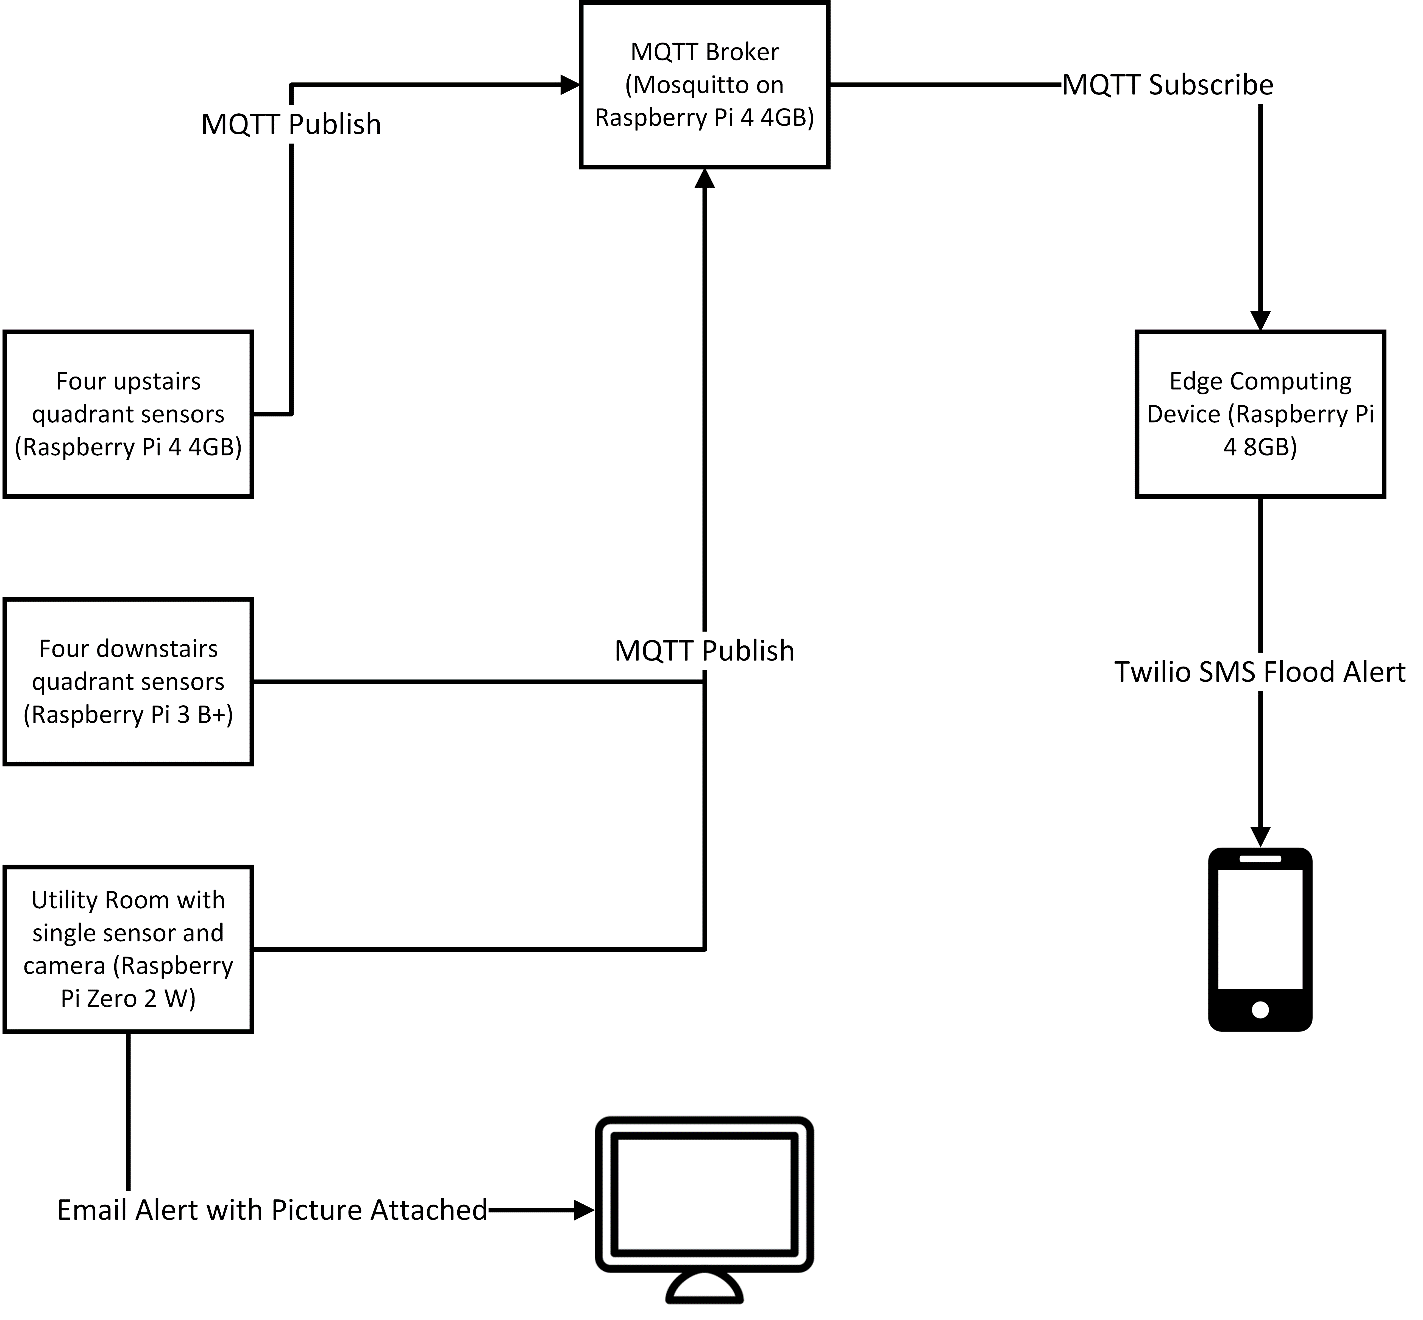 MQTT Broker
(Mosquitto on
Raspberry Pi 4 4GB)
MQTT Subscribe
MQTT Publish
Four upstairs
quadrant sensors
(Raspberry Pi 4 4GB)
Edge Computing
Device (Raspberry Pi
4 8GB)
Four downstairs
quadrant sensors
(Raspberry Pi 3 B+)
MQTT Publish
Twilio SMS Flood Alert
Utility Room with
single sensor and
camera (Raspberry
Pi Zero 2 W)
Email Alert with Picture Attached